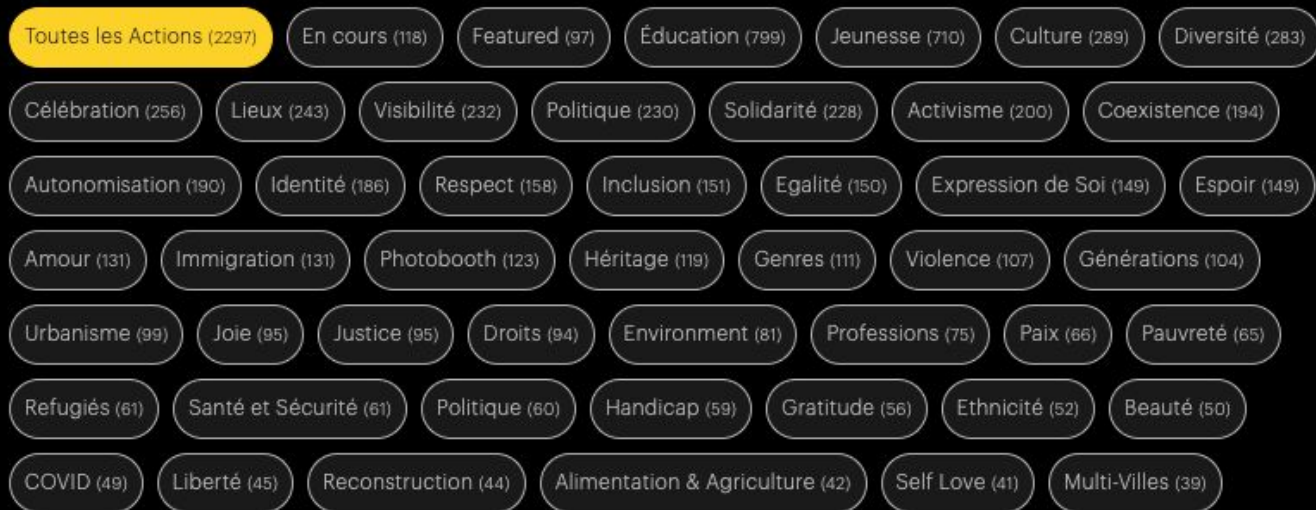 Toutes les Actions (2297) En cours (118) Featured (97) Éducation (799) Jeunesse (710) Culture (289) Diversité (283)
Célébration (256) Lieux (243) Visibilité (232) Politique (230) Solidarité (228) Activisme (200) Coexistence (194)
Autonomisation (190) Identité (186) Respect (158) Inclusion (151) Egalité (150) Expression de Soi (149) Espoir (149)
Amour (131) Immigration (131) Photobooth (123) Héritage (119) Genres (111) Violence (107) Générations (104)
Urbanisme (99) Joie (95) Justice (95) Droits (94) Environment (81) Professions (75) Paix (66) Pauvreté (65)
Refugiés (61) Santé et Sécurité (61) Politique (60) Handicap (59) Gratitude (56) Ethnicité (52) Beauté (50)
COVID (49) Liberté (45) Reconstruction (44) Alimentation & Agriculture (42) Self Love (41) Multi-Villes (39)